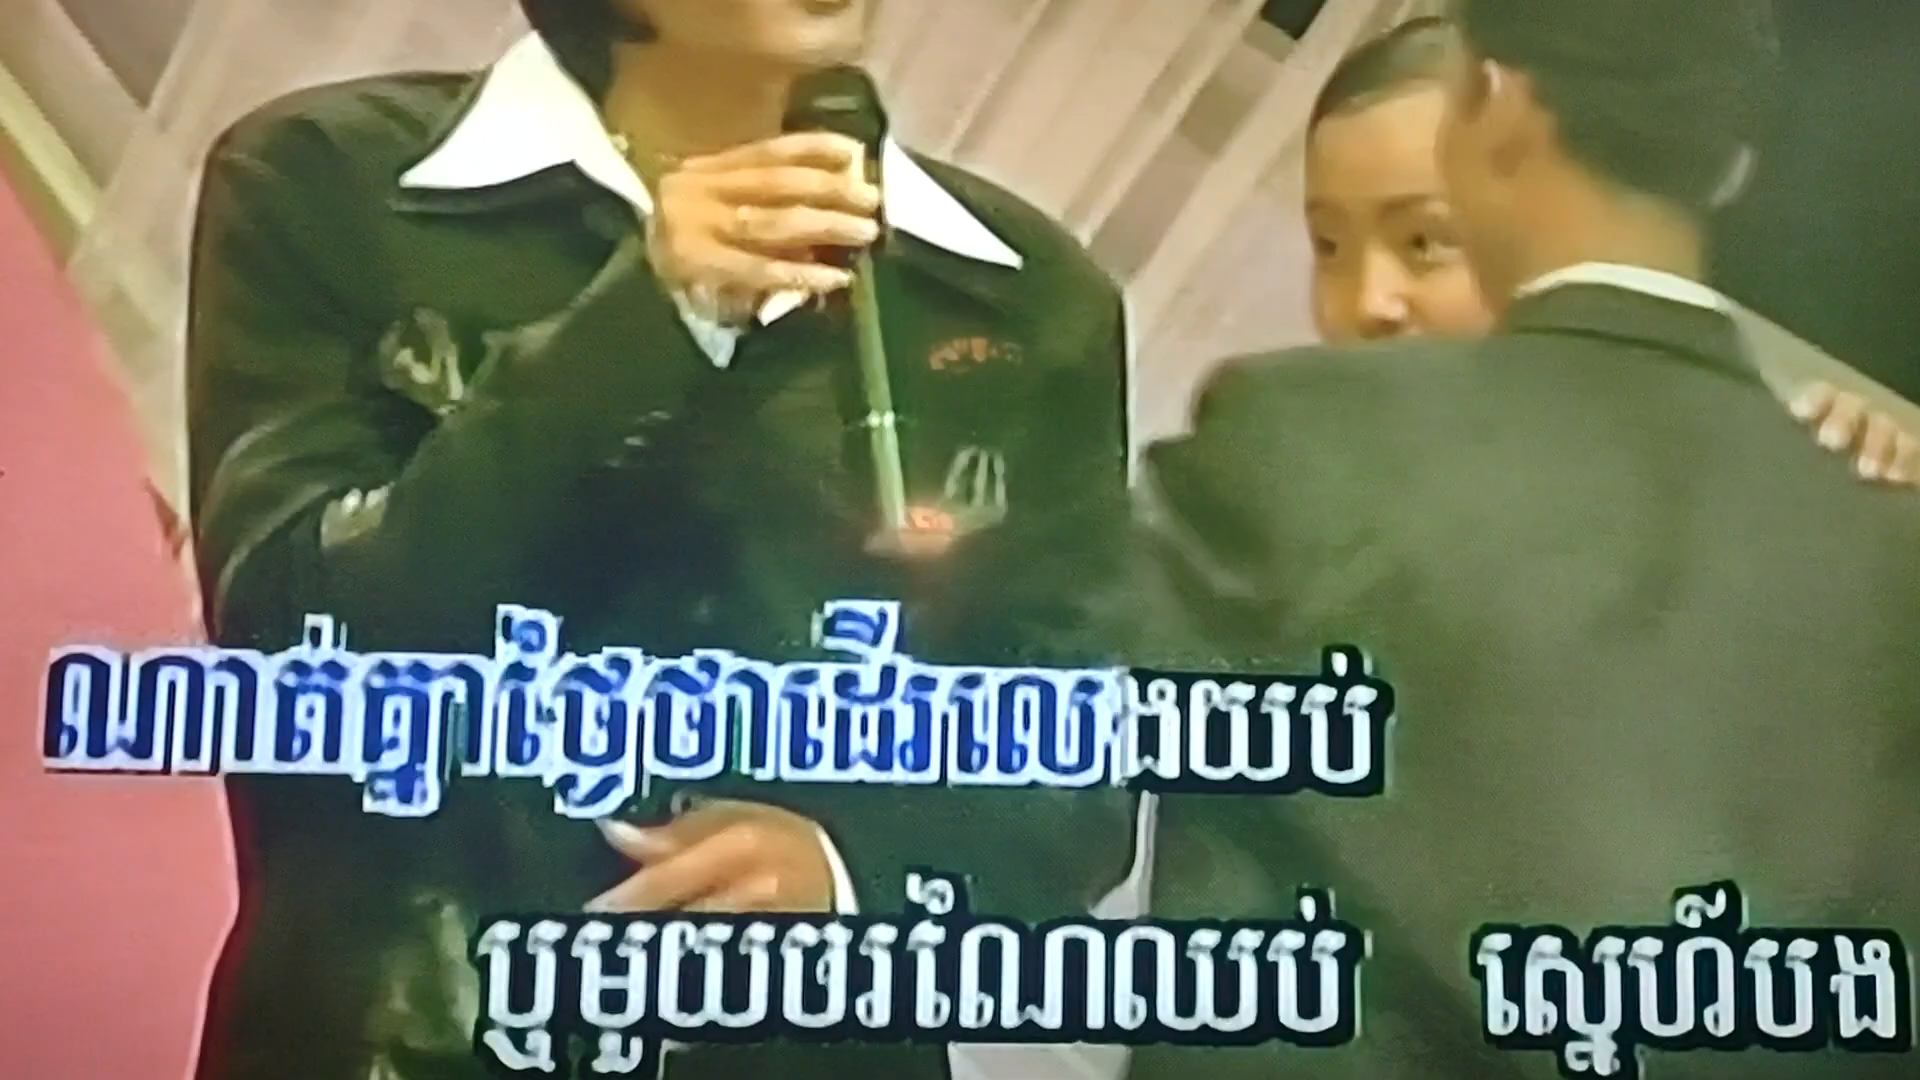 ណាត់គ្នាថ្ងៃថាដើរលេងយប់
ឬមួយចរណៃឈប់ ស្នេហ៍បង